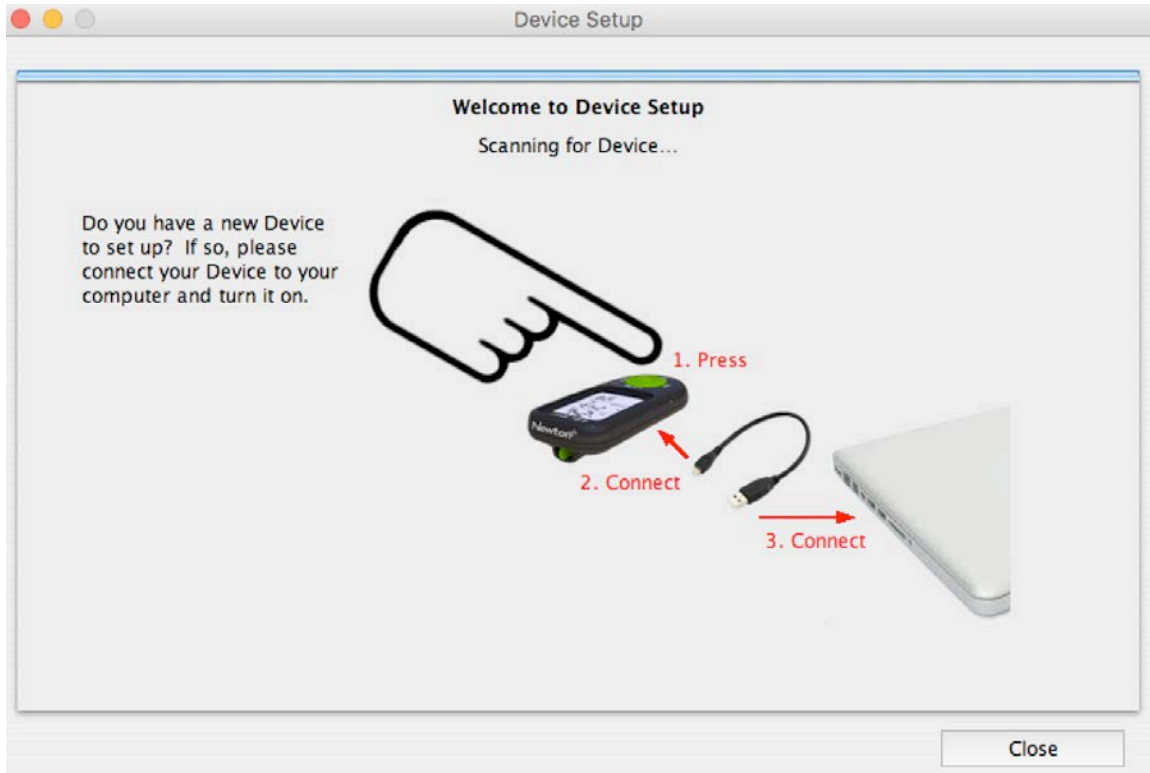 Device Setup
Welcome to Device Setup
Scanning for Device...
Do you have a new Device
to set up? If so, please
connect your Device to your
computer and turn it on.
1. Press
Newton
2. Connect
3. Connect
Close